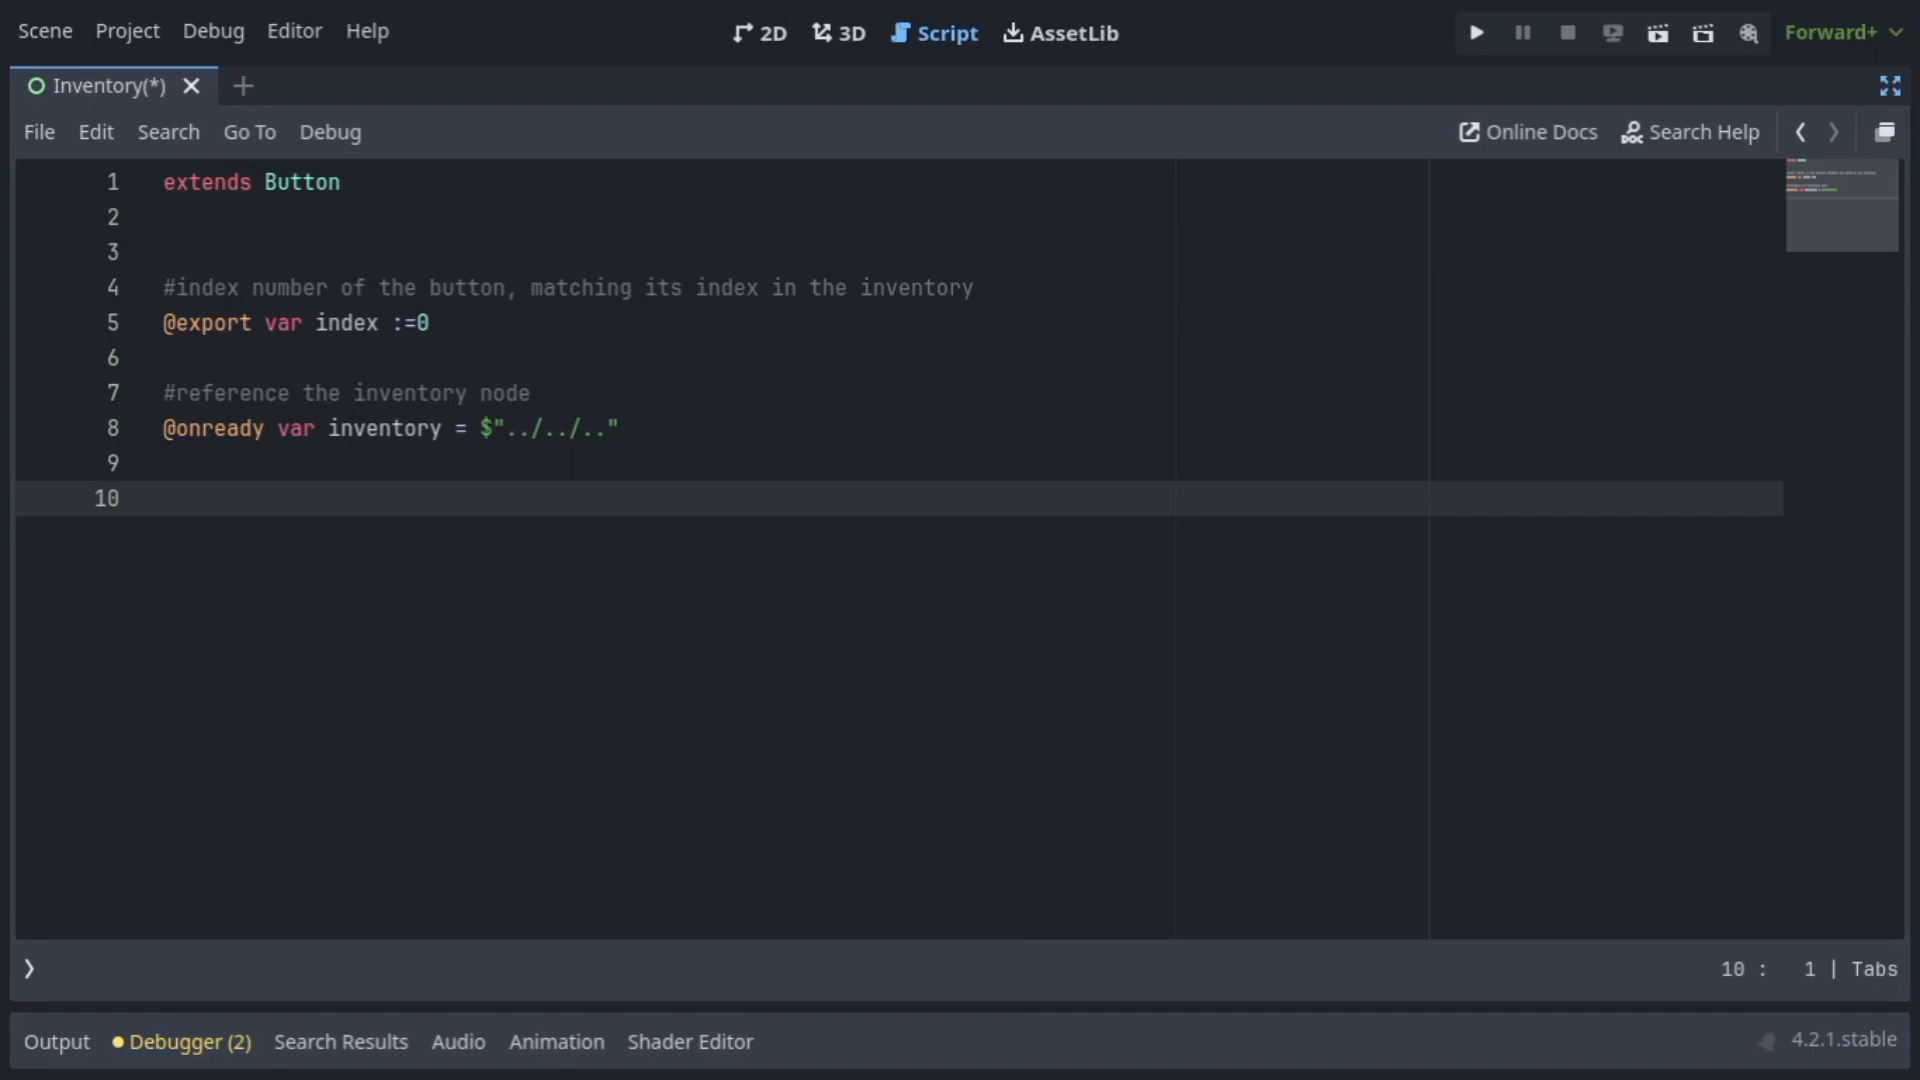 Scene Project Debug Editor Help 2D 3D Script AssetLib Forward+
Inventory(*)
File Edit Search Go To Debug Online Docs DOC Search Help
1 extends Button
2
3
4 #index number of the button, matching its index in the inventory
5 @export var index :=0
6
7 #reference the inventory node
8 @onready var inventory = $"../../.."
9
10
10 : 1 | Tabs
Output Debugger (2) Search Results Audio Animation Shader Editor 4.2.1.stable